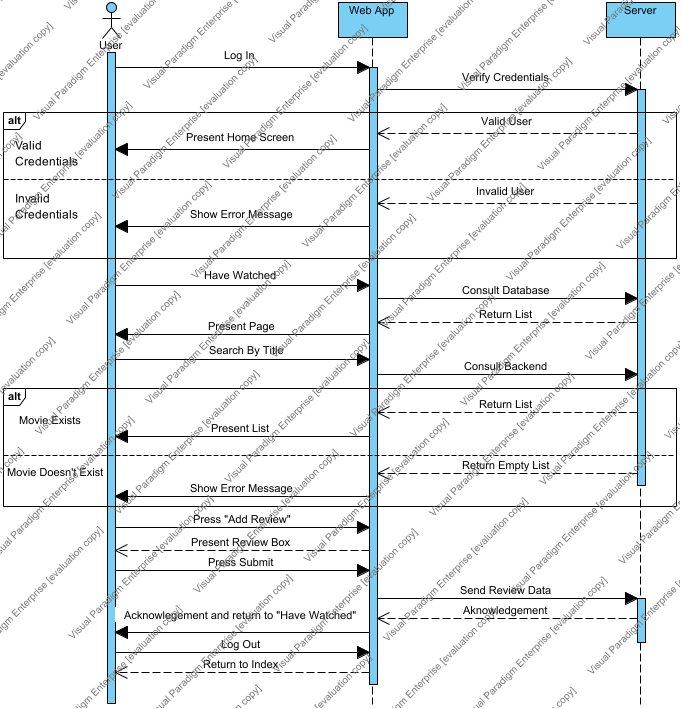 Web App
Server
User
Log In
Verify Credentials
alt
Valid User
Present Home Screen
Valid
Credentials
Invalid User
Invalid
Credentials
Show Error Message
Have Watched
Consult Database
Return List
Present Page
Search By Title
Consult Backend
alt
Return List
Movie Exists
Present List
Return Empty List
Movie Doesn't Exist
Show Error Message
Press "Add Review"
Present Review Box
Press Submit
Send Review Data
Aknowledgement
Acknowlegement and return to "Have Watched"
Log Out
Return to Index
Visual Paradigm Enterprise [evaluation copy]